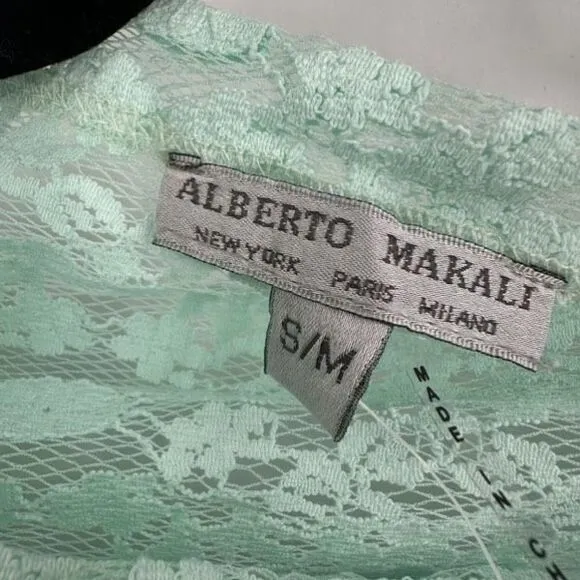 ALBERTO MAKALI
NEW YORK PARIS MILANO
S/M
MADE IN CH